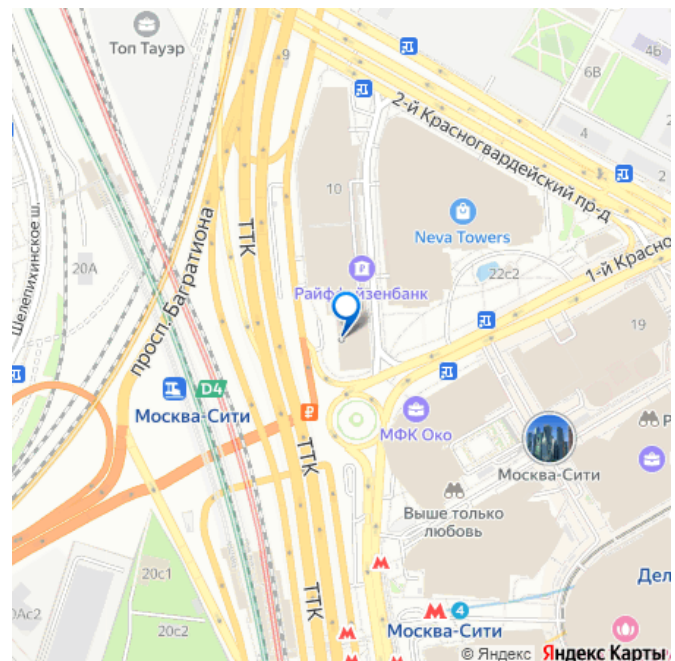 Топ Тауэр
9
4Б
6В
2-й Красногвардейский пр-д
4
2
10
ТТК
просп. Багратиона
Шелепихинское ш.
20А
Neva Towers
22с2
1-й Красно
Райффайзенбанк
19
D4
Москва-Сити
МФК Око
Москва-Сити
Выше только
любовь
ТТК
20с1
20с2
ТТК
Дел
4
Москва-Сити
© Яндекс Яндекс Карты